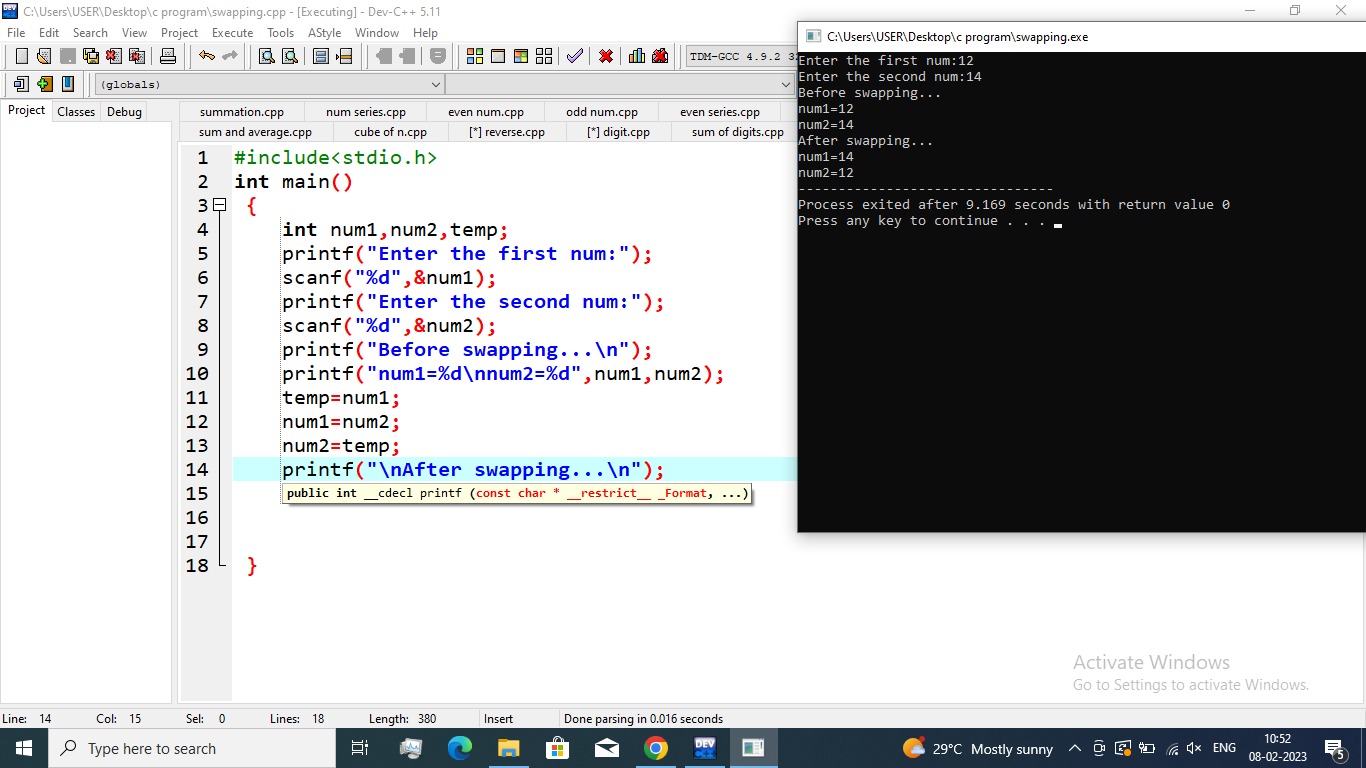 C:\Users\USER\Desktop\c program\swapping.cpp - [Executing] - Dev-C++ 5.11
File Edit Search View Project Execute Tools AStyle Window Help
TDM-GCC 4.9.2
(globals)
Project Classes Debug
summation.cpp num series.cpp even num.cpp odd num.cpp even series.cpp
sum and average.cpp cube of n.cpp [*] reverse.cpp [*] digit.cpp sum of digits.cpp
1 #include<stdio.h>
2 int main()
3 {
4 int num1,num2,temp;
5 printf("Enter the first num:");
6 scanf("%d",&num1);
7 printf("Enter the second num:");
8 scanf("%d",&num2);
9 printf("Before swapping...\n");
10 printf("num1=%d\nnum2=%d",num1,num2);
11 temp=num1;
12 num1=num2;
13 num2=temp;
14 printf("\nAfter swapping...\n");
15 public int __cdecl printf (const char * __restrict__ _Format, ...)
16
17
18 }
C:\Users\USER\Desktop\c program\swapping.exe
Enter the first num:12
Enter the second num:14
Before swapping...
num1=12
num2=14
After swapping...
num1=14
num2=12
--------------------------------
Process exited after 9.169 seconds with return value 0
Press any key to continue . . .
Activate Windows
Go to Settings to activate Windows.
Line: 14 Col: 15 Sel: 0 Lines: 18 Length: 380 Insert Done parsing in 0.016 seconds
Type here to search
DEV
29°C Mostly sunny
ENG
10:52
08-02-2023
5